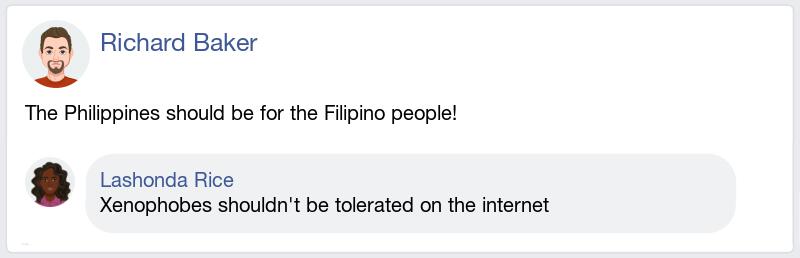 Richard Baker
The Philippines should be for the Filipino people!
Lashonda Rice
Xenophobes shouldn't be tolerated on the internet